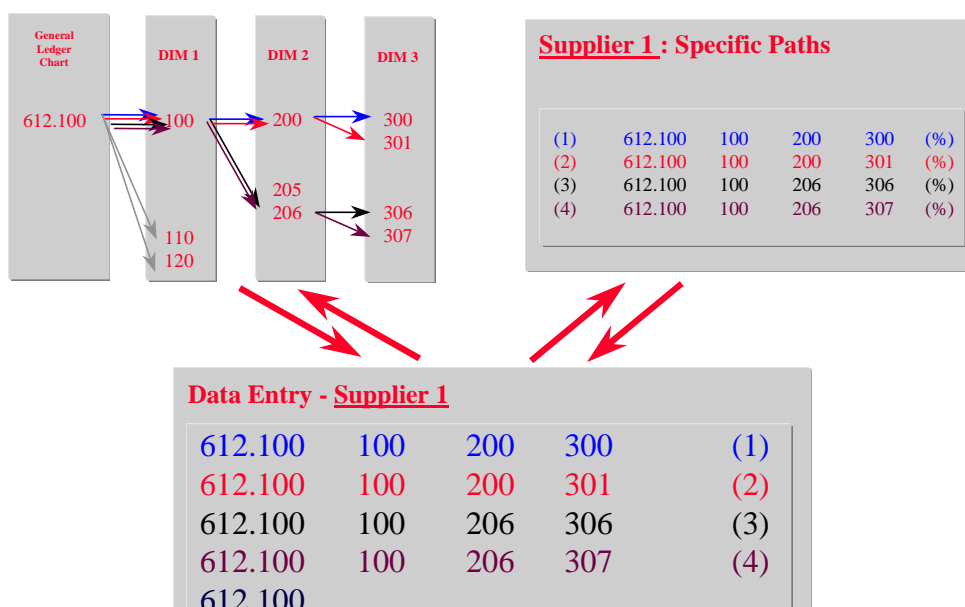 General
Ledger
Chart
DIM 1
DIM 2
DIM 3
612.100
100
200
300
301
205
206
306
307
110
120
Supplier 1 : Specific Paths
(1) 612.100 100 200 300 (%)
(2) 612.100 100 200 301 (%)
(3) 612.100 100 206 306 (%)
(4) 612.100 100 206 307 (%)
Data Entry - Supplier 1
612.100 100 200 300 (1)
612.100 100 200 301 (2)
612.100 100 206 306 (3)
612.100 100 206 307 (4)
612.100